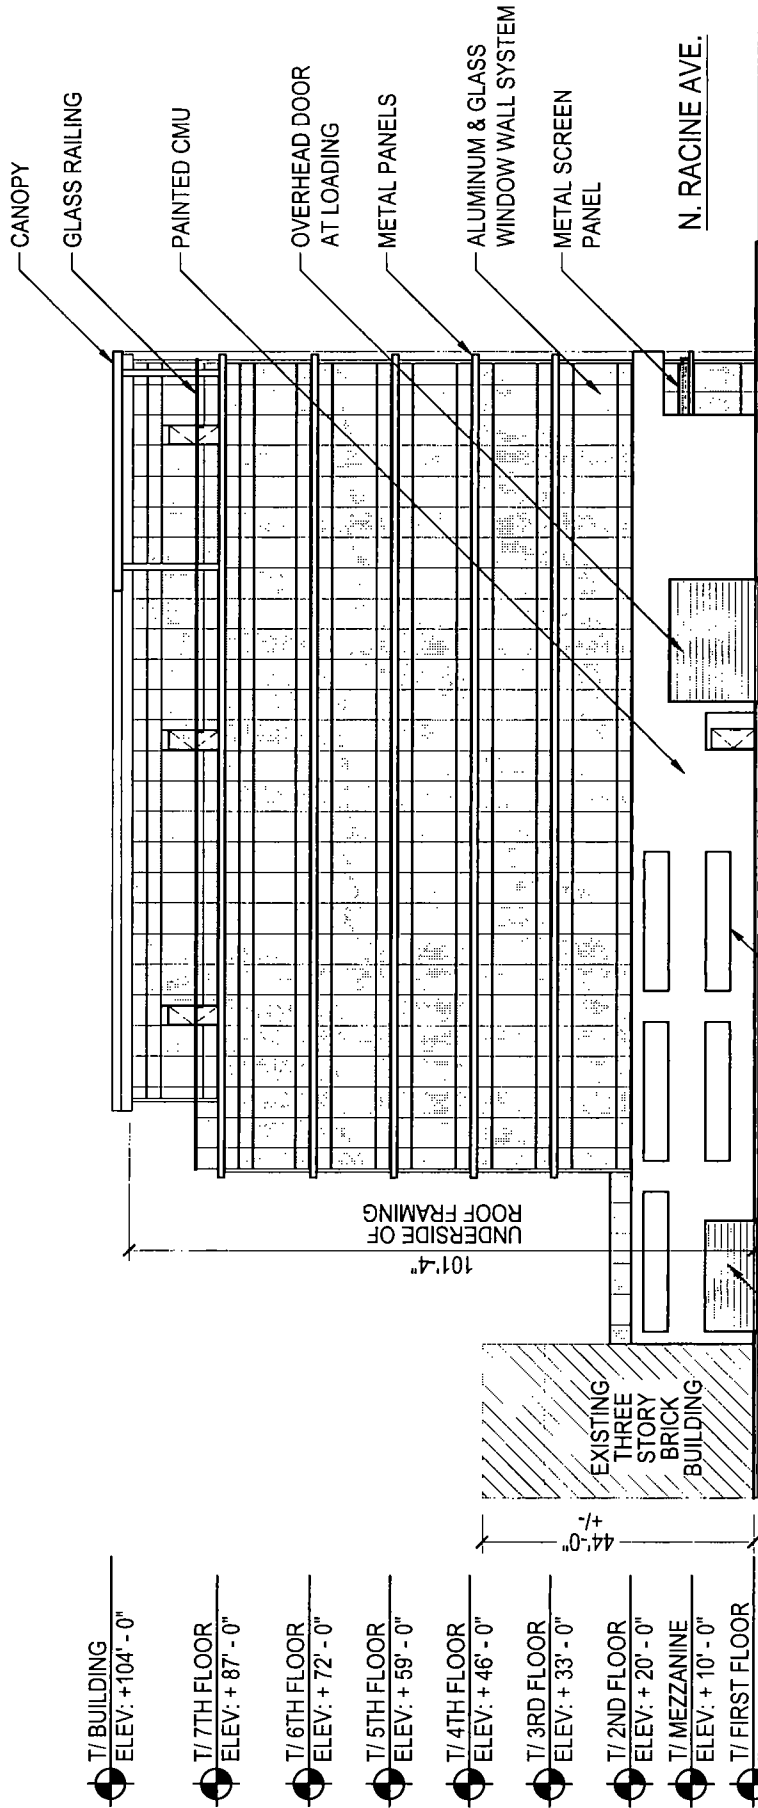 CANOPY
GLASS RAILING
PAINTED CMU
OVERHEAD DOOR
AT LOADING
METAL PANELS
ALUMINUM & GLASS
WINDOW WALL SYSTEM
METAL SCREEN
PANEL
N. RACINE AVE.
101'-4"
UNDERSIDE OF
ROOF FRAMING
EXISTING
THREE
STORY
BRICK
BUILDING
44'-0"
+/-
T/ BUILDING
ELEV: +104' - 0"
T/ 7TH FLOOR
ELEV: + 87' - 0"
T/ 6TH FLOOR
ELEV: + 72' - 0"
T/ 5TH FLOOR
ELEV: + 59' - 0"
T/ 4TH FLOOR
ELEV: + 46' - 0"
T/ 3RD FLOOR
ELEV: + 33' - 0"
T/ 2ND FLOOR
ELEV: + 20' - 0"
T/ MEZZANINE
ELEV: + 10' - 0"
T/ FIRST FLOOR